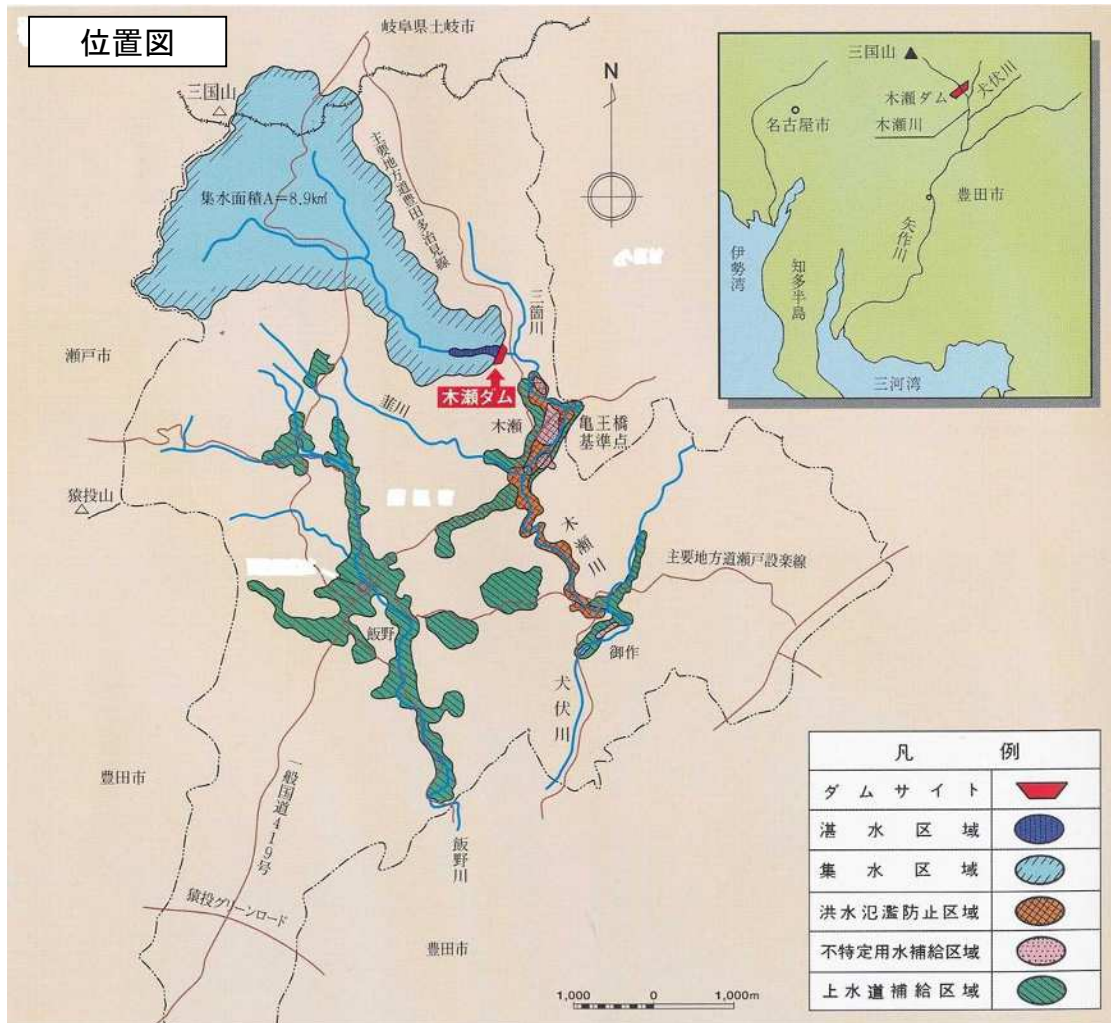 位置図
岐阜県土岐市
三国山
N
集水面積A=8.9km²
主要地方道豊田多治見線
三箇川
瀬戸市
韮川
木瀬ダム
木瀬
亀王橋
基準点
猿投山
木瀬川
主要地方道瀬戸設楽線
飯野
御作
犬伏川
豊田市
一般国道419号
飯野川
猿投グリーンロード
豊田市
1,000 0 1,000m
三国山
木瀬ダム
犬伏川
名古屋市
木瀬川
豊田市
矢作川
伊勢湾
知多半島
三河湾
凡例
ダムサイト
湛水区域
集水区域
洪水氾濫防止区域
不特定用水補給区域
上水道補給区域